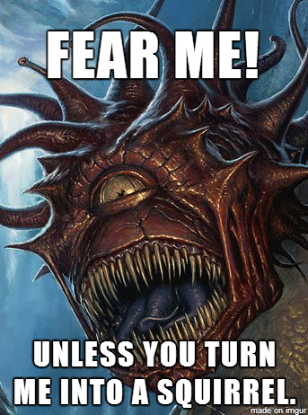 FEAR ME!
UNLESS YOU TURN
ME INTO A SQUIRREL.
made on imgur